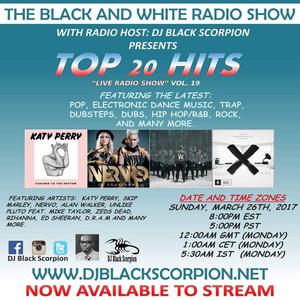 THE BLACK AND WHITE RADIO SHOW
WITH RADIO HOST: DJ BLACK SCORPION
PRESENTS
TOP 20 HITS
"LIVE RADIO SHOW" VOL. 19
FEATURING THE LATEST:
POP, ELECTRONIC DANCE MUSIC, TRAP,
DUBSTEPS, DUBS, HIP HOP/R&B, ROCK,
AND MANY MORE.
KATY PERRY
CHAINED TO THE RHYTHM
NERVO
FEATURING ARTISTS: KATY PERRY, SKIP
MARLEY, NERVO, ALAN WALKER, UNLIKE
PLUTO FEAT. MIKE TAYLOR, ZEDS DEAD,
RIHANNA, ED SHEERAN, D.R.A.M AND MANY
MORE.
DATE AND TIME ZONES
SUNDAY, MARCH 26TH, 2017
8:00PM EST
5:00PM PST
12:00AM GMT (MONDAY)
1:00AM CET (MONDAY)
5:30AM IST (MONDAY)
DJ Black Scorpion
DJ Black Scorpion
WWW.DJBLACKSCORPION.NET
NOW AVAILABLE TO STREAM